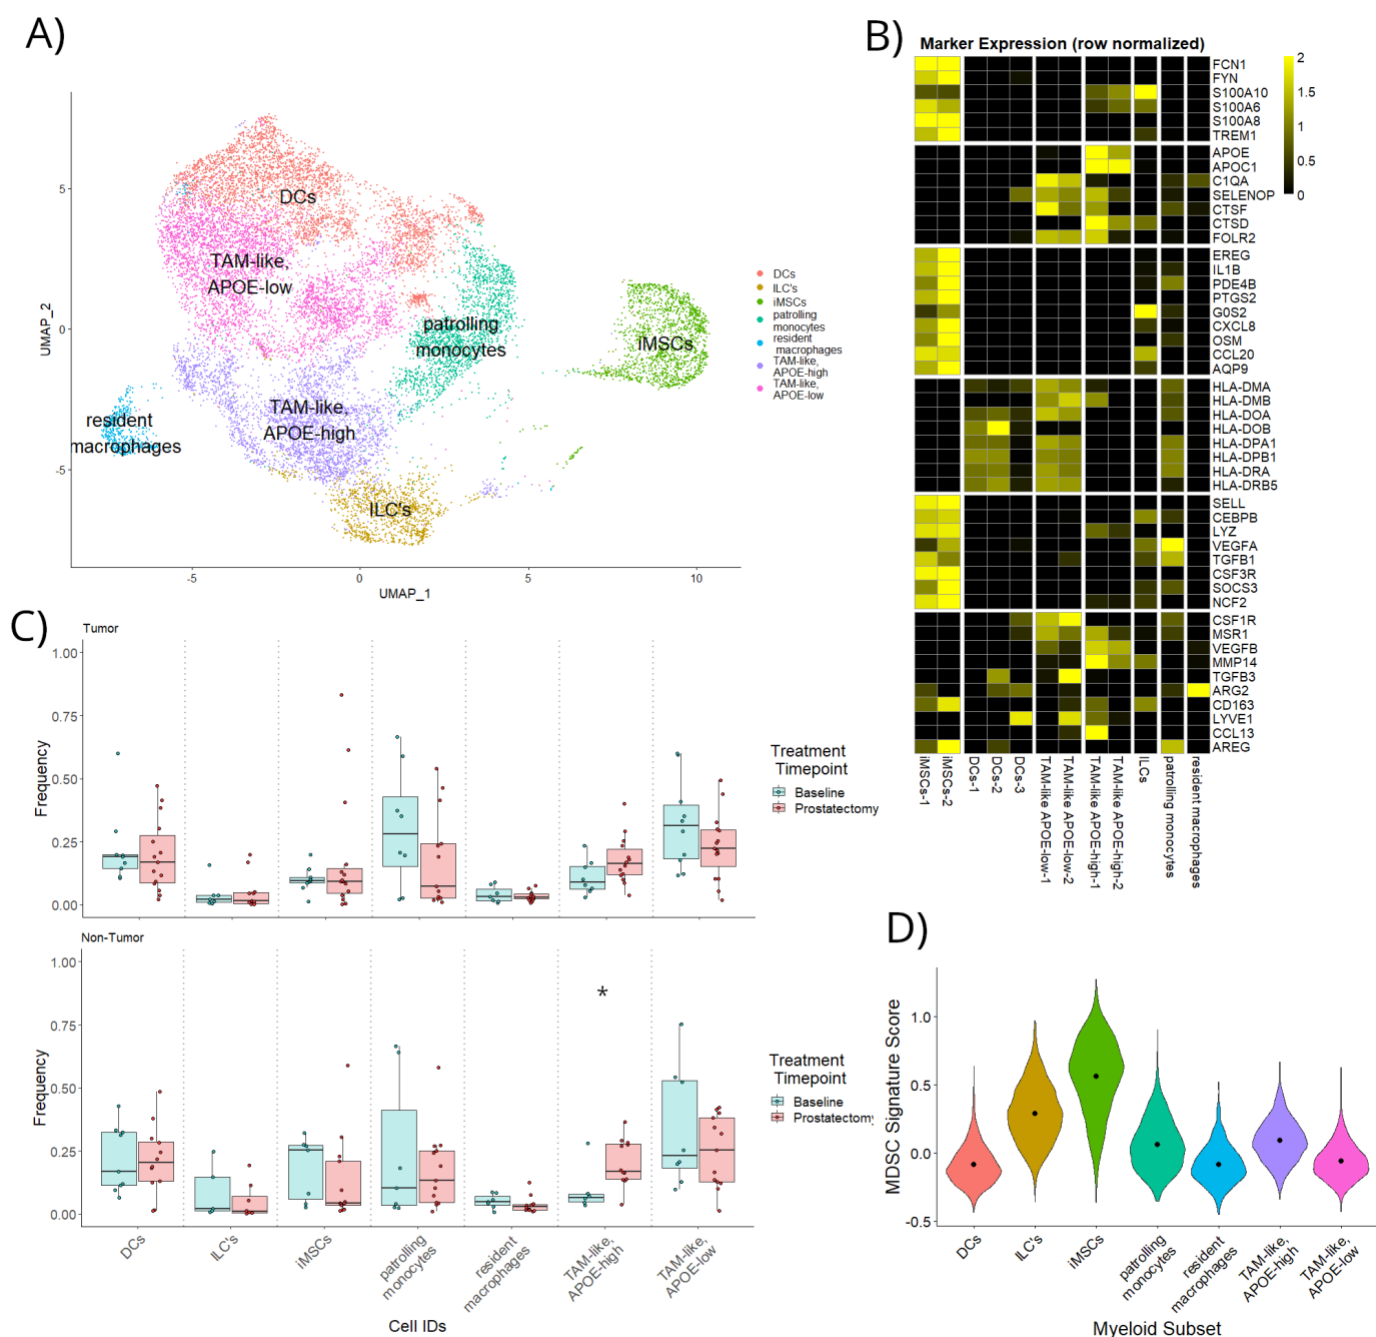 A)
5
0
-5
UMAP_2
-5
0
5
10
UMAP_1
DCs
TAM-like,
APOE-low
patrolling
monocytes
iMSCs
resident
macrophages
TAM-like,
APOE-high
ILC's
DCs
ILC's
iMSCs
patrolling
monocytes
resident
macrophages
TAM-like,
APOE-high
TAM-like,
APOE-low
B)
Marker Expression (row normalized)
2
1.5
1
0.5
0
FCN1
FYN
S100A10
S100A6
S100A8
TREM1
APOE
APOC1
C1QA
SELENOP
CTSF
CTSD
FOLR2
EREG
IL1B
PDE4B
PTGS2
G0S2
CXCL8
OSM
CCL20
AQP9
HLA-DMA
HLA-DMB
HLA-DOA
HLA-DOB
HLA-DPA1
HLA-DPB1
HLA-DRA
HLA-DRB5
SELL
CEBPB
LYZ
VEGFA
TGFB1
CSF3R
SOCS3
NCF2
CSF1R
MSR1
VEGFB
MMP14
TGFB3
ARG2
CD163
LYVE1
CCL13
AREG
iMSCs-1
iMSCs-2
DCs-1
DCs-2
DCs-3
TAM-like APOE-low-1
TAM-like APOE-low-2
TAM-like APOE-high-1
TAM-like APOE-high-2
ILCs
patrolling monocytes
resident macrophages
C)
Tumor
1.00
0.75
0.50
0.25
0.00
Frequency
Treatment
Timepoint
Baseline
Prostatectomy
Non-Tumor
1.00
0.75
0.50
0.25
0.00
Frequency
*
Treatment
Timepoint
Baseline
Prostatectomy
DCs
ILC's
iMSCs
patrolling
monocytes
resident
macrophages
TAM-like,
APOE-high
TAM-like,
APOE-low
Cell IDs
D)
MDSC Signature Score
1.0
0.5
0.0
-0.5
DCs
ILC's
iMSCs
patrolling
monocytes
resident
macrophages
TAM-like,
APOE-high
TAM-like,
APOE-low
Myeloid Subset